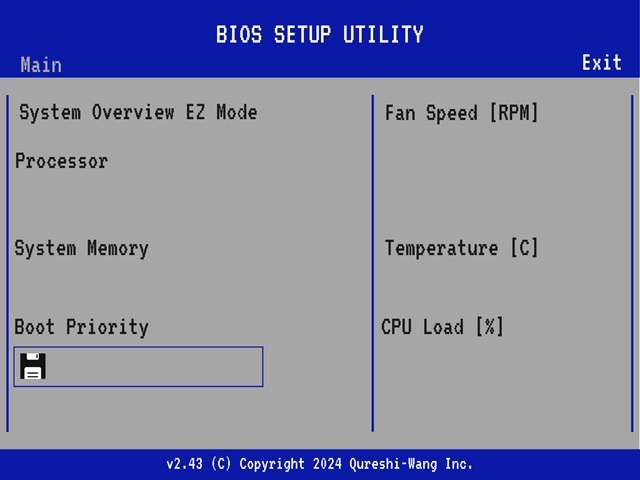 BIOS SETUP UTILITY
Main
Exit
System Overview EZ Mode
Processor
System Memory
Boot Priority
Fan Speed [RPM]
Temperature [C]
CPU Load [%]
v2.43 (C) Copyright 2024 Qureshi-Wang Inc.